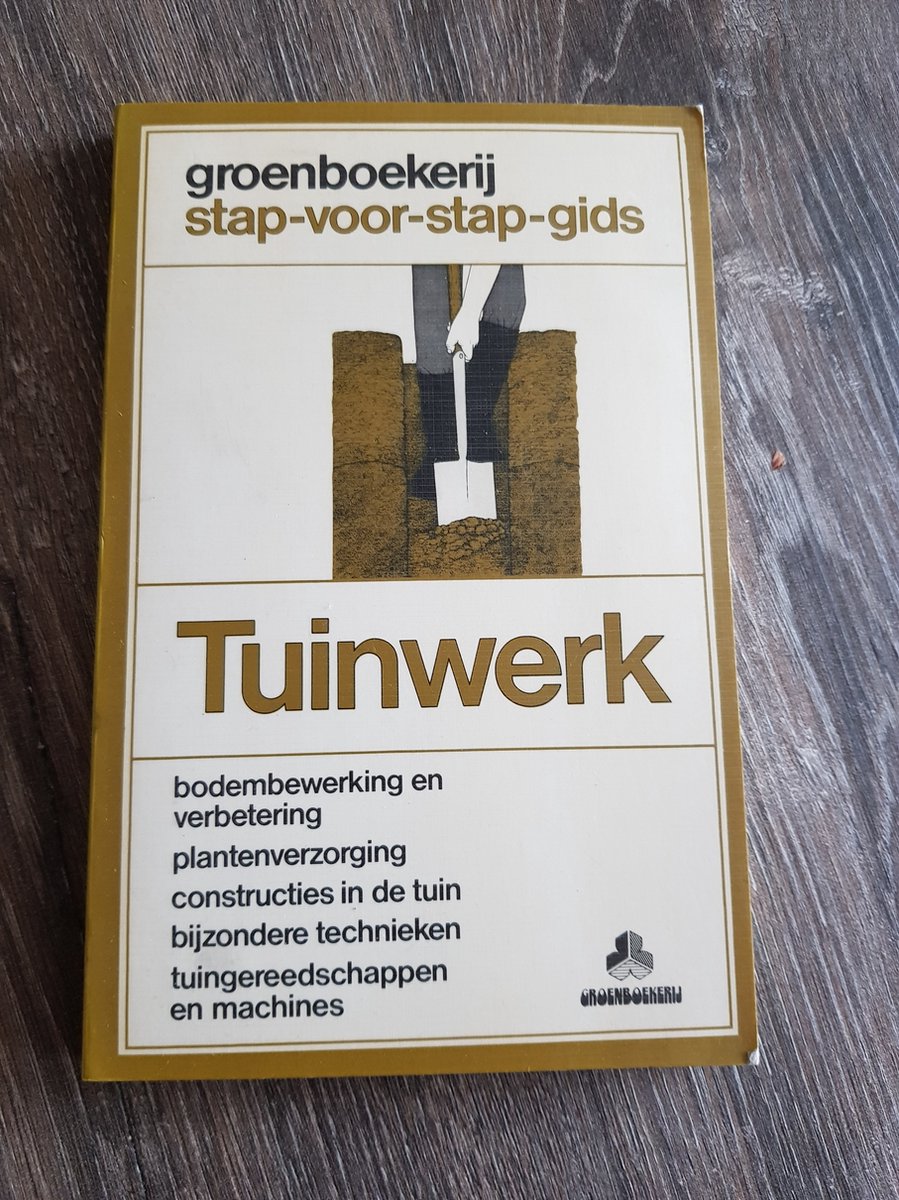 groenboekerij
stap-voor-stap-gids
Tuinwerk
bodembewerking en
verbetering
plantenverzorging
constructies in de tuin
bijzondere technieken
tuingereedschappen
en machines
GROENBOEKERIJ